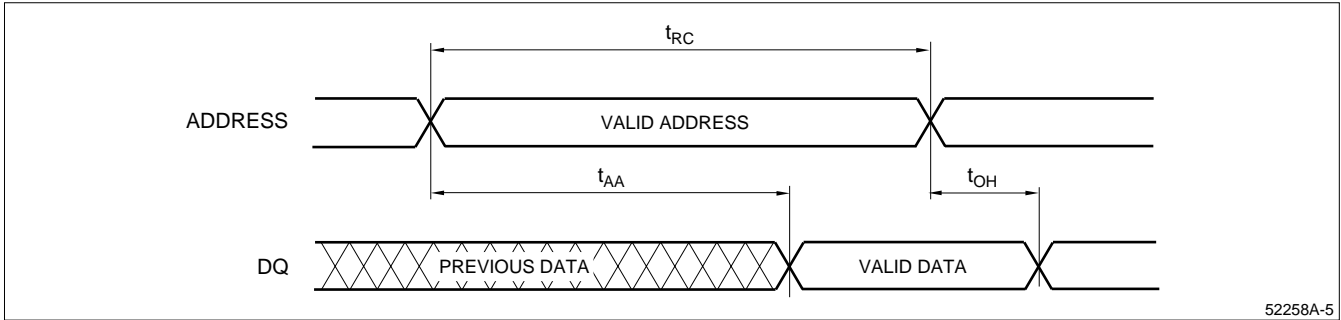 tRC
ADDRESS
VALID ADDRESS
tAA
tOH
DQ
PREVIOUS DATA
VALID DATA
52258A-5